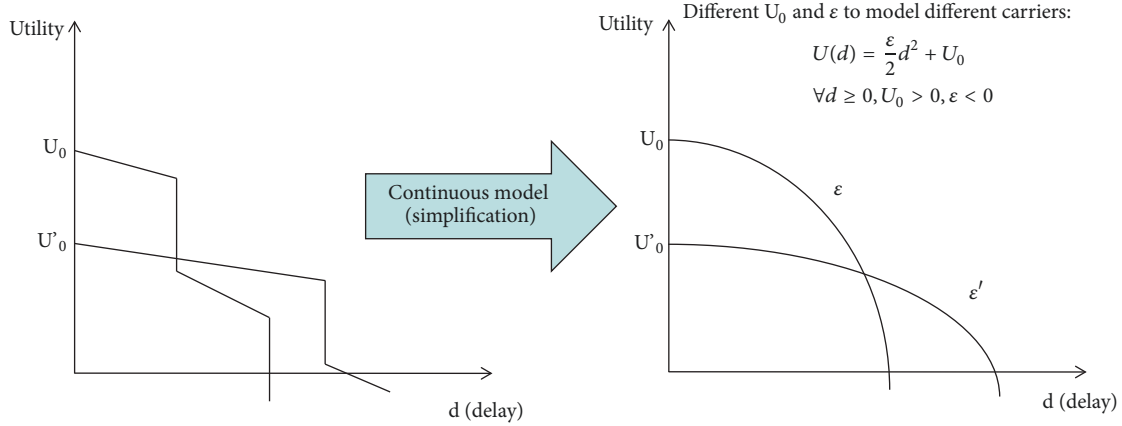 Utility
U0
U'0
d (delay)
Continuous model
(simplification)
Different U0 and ε to model different carriers:
U(d) = ε/2 d² + U0
∀d ≥ 0, U0 > 0, ε < 0
Utility
U0
U'0
ε
ε′
d (delay)